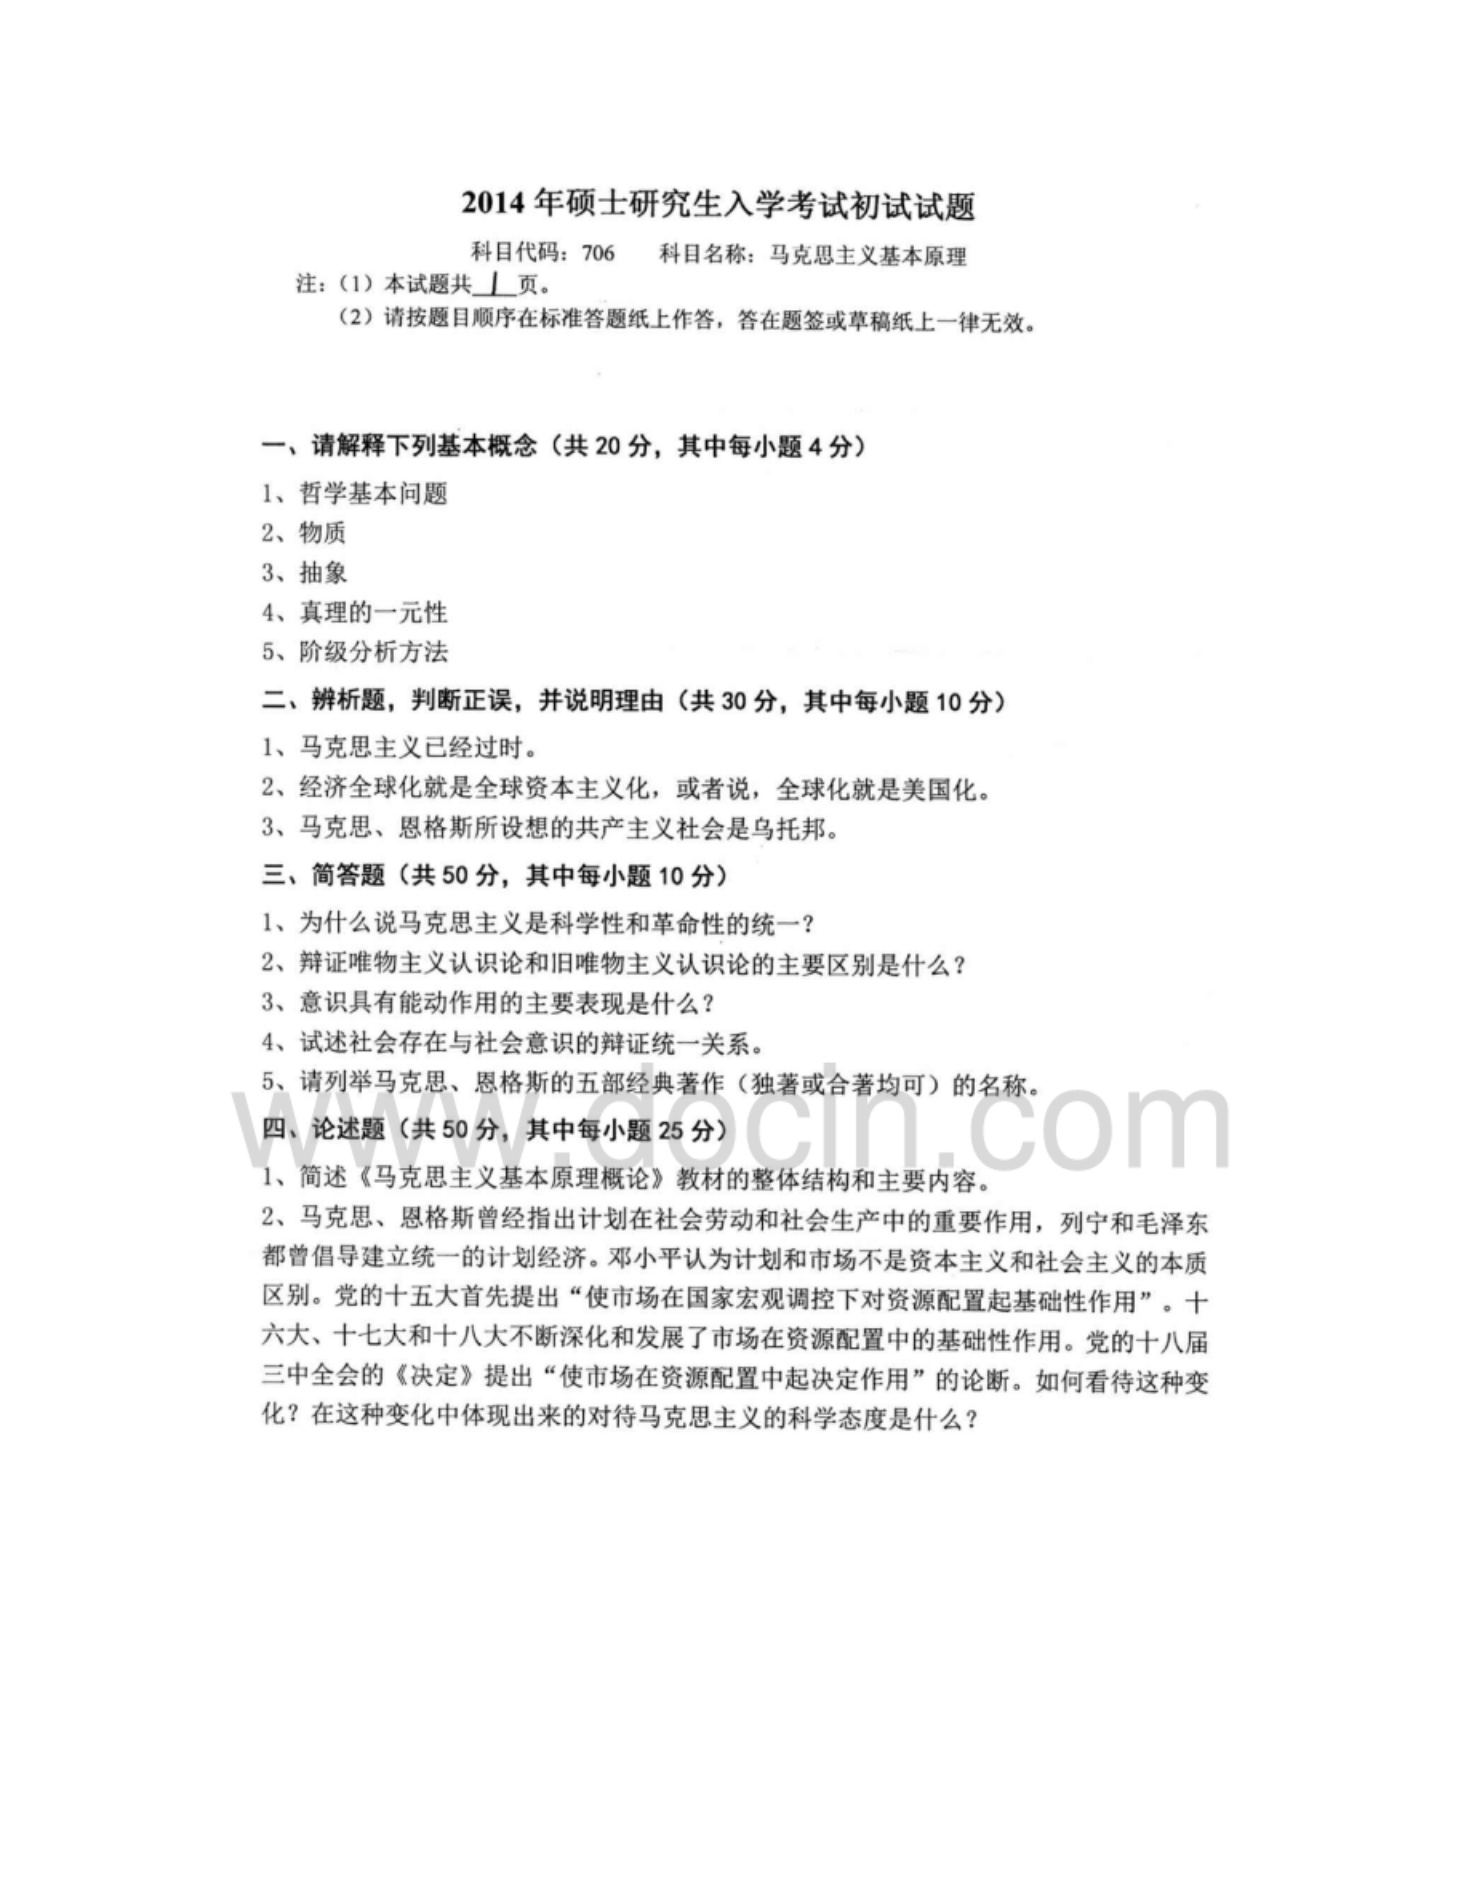 2014 年硕士研究生入学考试初试试题
科目代码：706 科目名称：马克思主义基本原理
注：（1）本试题共 1 页。
（2）请按题目顺序在标准答题纸上作答，答在题签或草稿纸上一律无效。
一、请解释下列基本概念（共 20 分，其中每小题 4 分）
1、哲学基本问题
2、物质
3、抽象
4、真理的一元性
5、阶级分析方法
二、辨析题，判断正误，并说明理由（共 30 分，其中每小题 10 分）
1、马克思主义已经过时。
2、经济全球化就是全球资本主义化，或者说，全球化就是美国化。
3、马克思、恩格斯所设想的共产主义社会是乌托邦。
三、简答题（共 50 分，其中每小题 10 分）
1、为什么说马克思主义是科学性和革命性的统一？
2、辩证唯物主义认识论和旧唯物主义认识论的主要区别是什么？
3、意识具有能动作用的主要表现是什么？
4、试述社会存在与社会意识的辩证统一关系。
5、请列举马克思、恩格斯的五部经典著作（独著或合著均可）的名称。
www.docin.com
四、论述题（共 50 分，其中每小题 25 分）
1、简述《马克思主义基本原理概论》教材的整体结构和主要内容。
2、马克思、恩格斯曾经指出计划在社会劳动和社会生产中的重要作用，列宁和毛泽东
都曾倡导建立统一的计划经济。邓小平认为计划和市场不是资本主义和社会主义的本质
区别。党的十五大首先提出“使市场在国家宏观调控下对资源配置起基础性作用”。十
六大、十七大和十八大不断深化和发展了市场在资源配置中的基础性作用。党的十八届
三中全会的《决定》提出“使市场在资源配置中起决定作用”的论断。如何看待这种变
化？在这种变化中体现出来的对待马克思主义的科学态度是什么？